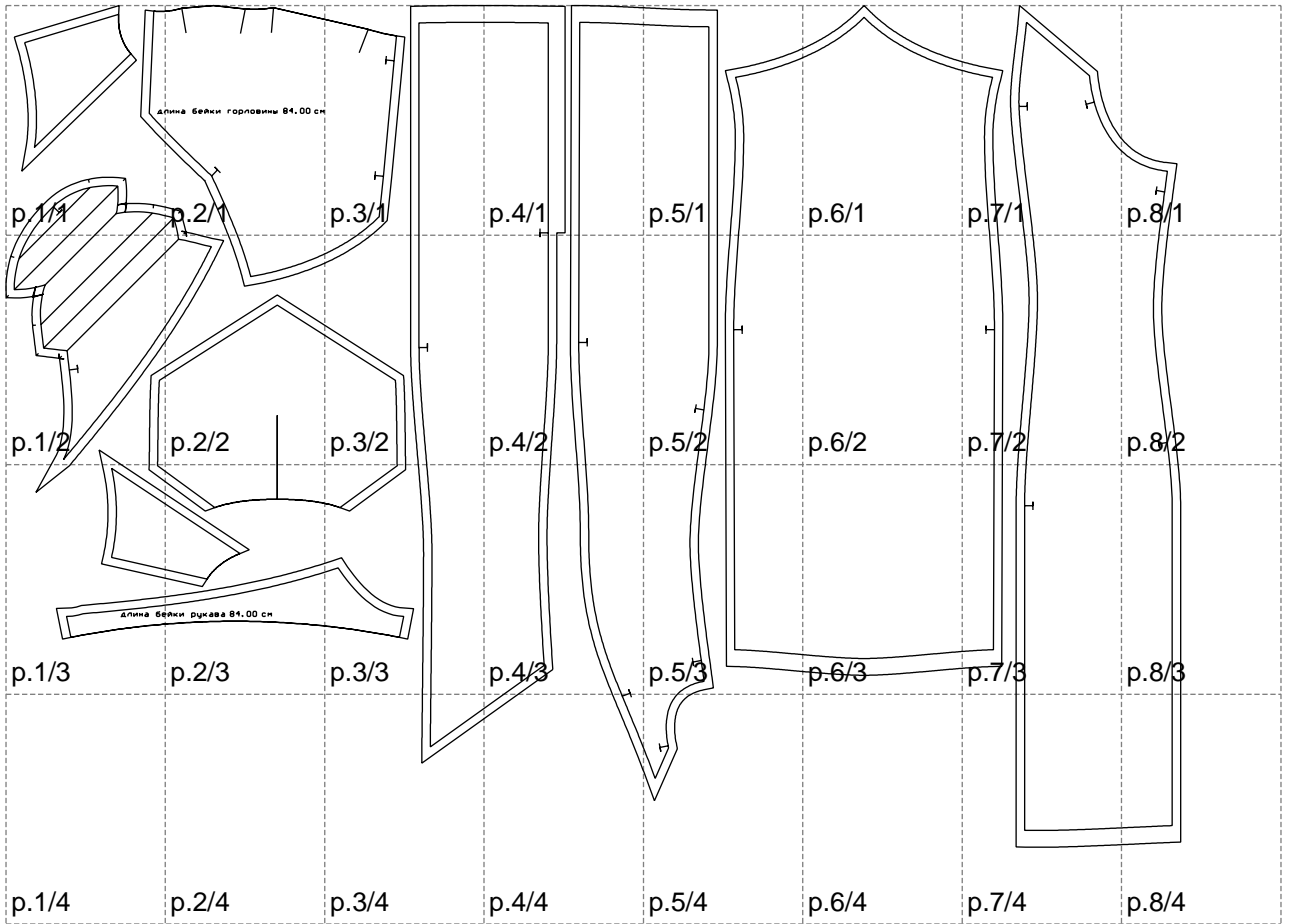 длина бейки горловины 84.00 см
p.1/1 p.2/1 p.3/1 p.4/1 p.5/1 p.6/1 p.7/1 p.8/1
p.1/2 p.2/2 p.3/2 p.4/2 p.5/2 p.6/2 p.7/2 p.8/2
длина бейки рукава 84.00 см
p.1/3 p.2/3 p.3/3 p.4/3 p.5/3 p.6/3 p.7/3 p.8/3
p.1/4 p.2/4 p.3/4 p.4/4 p.5/4 p.6/4 p.7/4 p.8/4